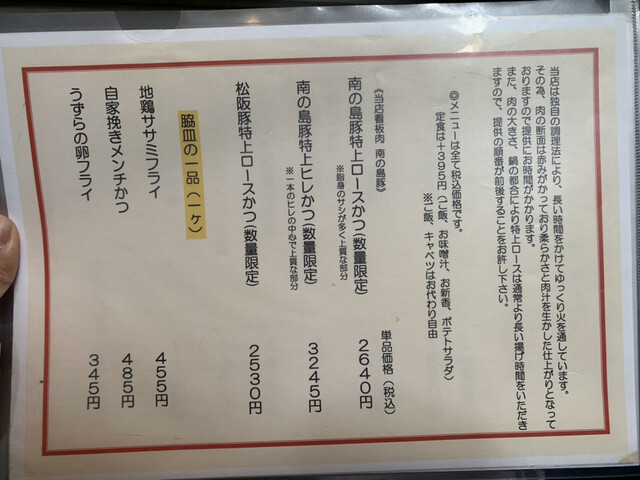 当店は独自の調理法により、長い時間をかけてゆっくり火を通しています。
その為、肉の断面は赤みがかっており柔らかさと肉汁を生かした仕上がりとなって
おりますので提供にお時間がかかります。
また、肉の大きさ、鍋の都合により特上ロースは通常より長い揚げ時間をいただき
ますので、提供の順番が前後することをお許し下さい。
◎メニューは全て税込価格です。
定食は＋395円（ご飯、お味噌汁、お新香、ポテトサラダ）
※ご飯、キャベツはお代わり自由
《当店看板肉 南の島豚》
単品価格（税込）
南の島豚特上ロースかつ（数量限定） 2640円
※脂身のサシが多く上質な部分
南の島豚特上ヒレかつ（数量限定） 3245円
※一本のヒレの中心で上質な部分
松阪豚特上ロースかつ（数量限定） 2530円
脇皿の一品（一ヶ）
地鶏ササミフライ 455円
自家挽きメンチかつ 485円
うずらの卵フライ 345円